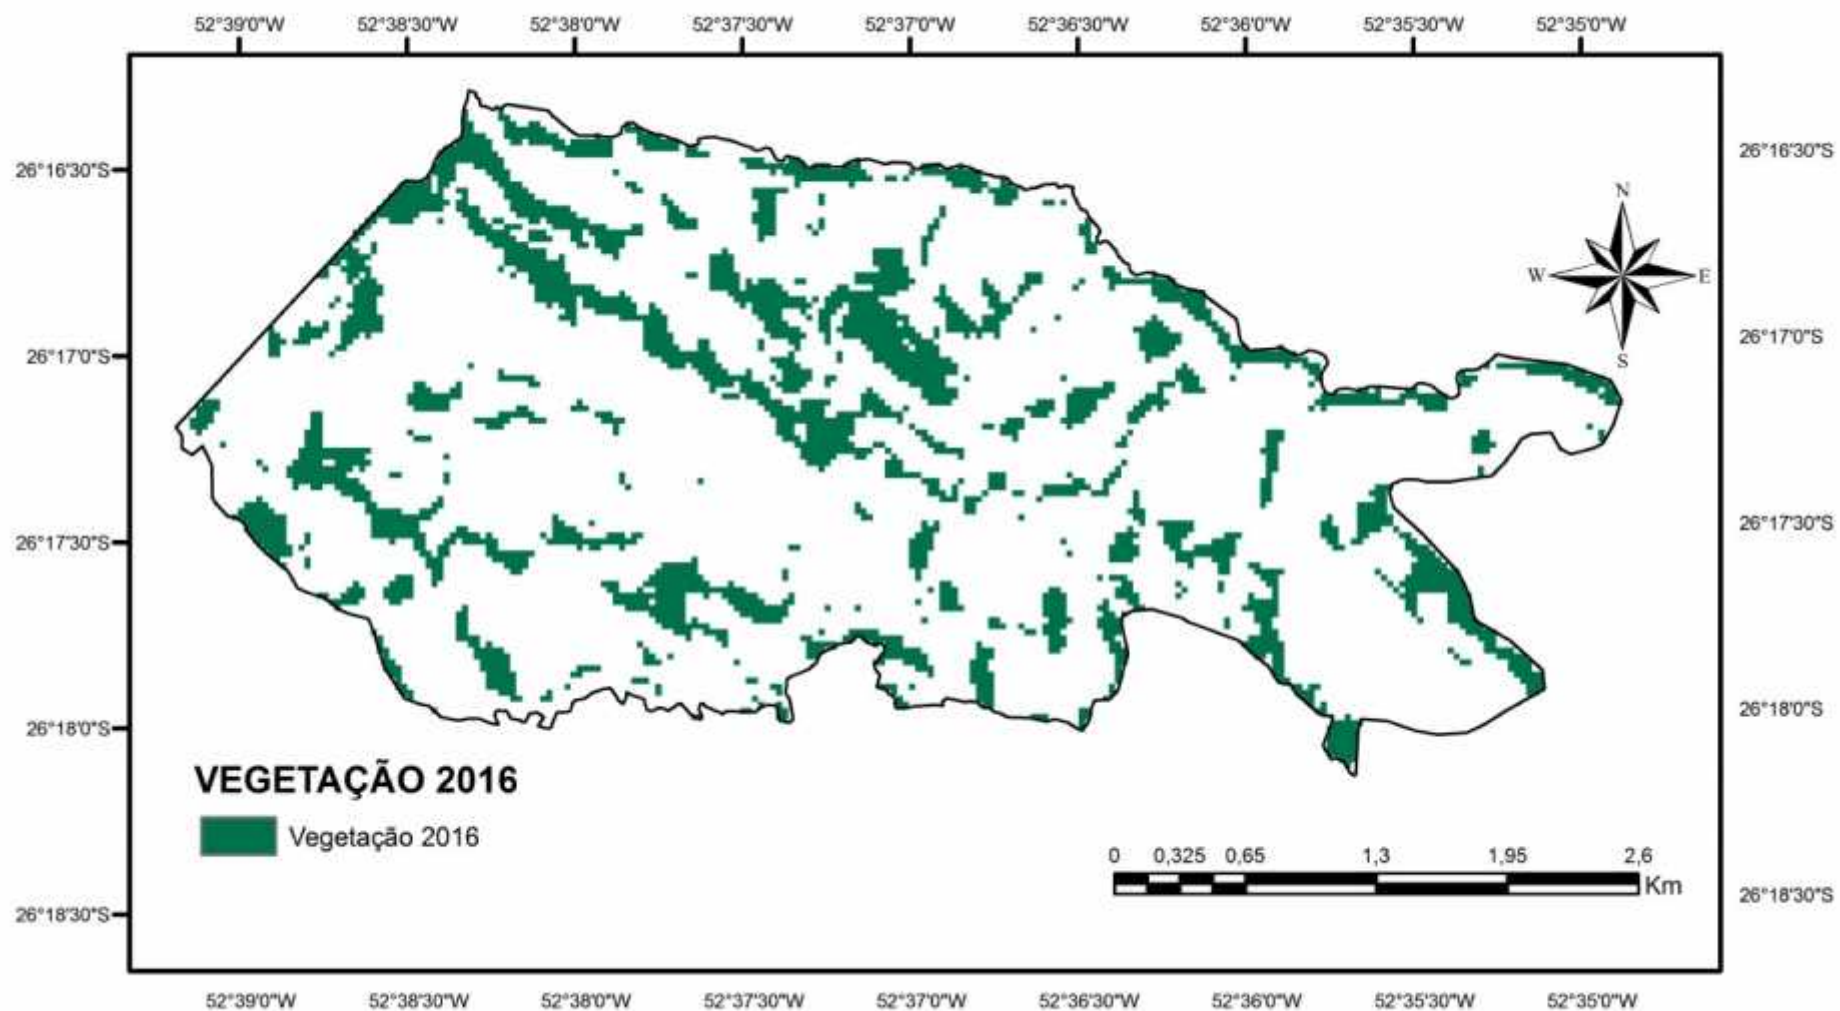 52°39'0"W 52°38'30"W 52°38'0"W 52°37'30"W 52°37'0"W 52°36'30"W 52°36'0"W 52°35'30"W 52°35'0"W
26°16'30"S 26°16'30"S
N
W E
S
26°17'0"S 26°17'0"S
26°17'30"S 26°17'30"S
26°18'0"S 26°18'0"S
VEGETAÇÃO 2016
Vegetação 2016
0 0,325 0,65 1,3 1,95 2,6
Km
26°18'30"S 26°18'30"S
52°39'0"W 52°38'30"W 52°38'0"W 52°37'30"W 52°37'0"W 52°36'30"W 52°36'0"W 52°35'30"W 52°35'0"W